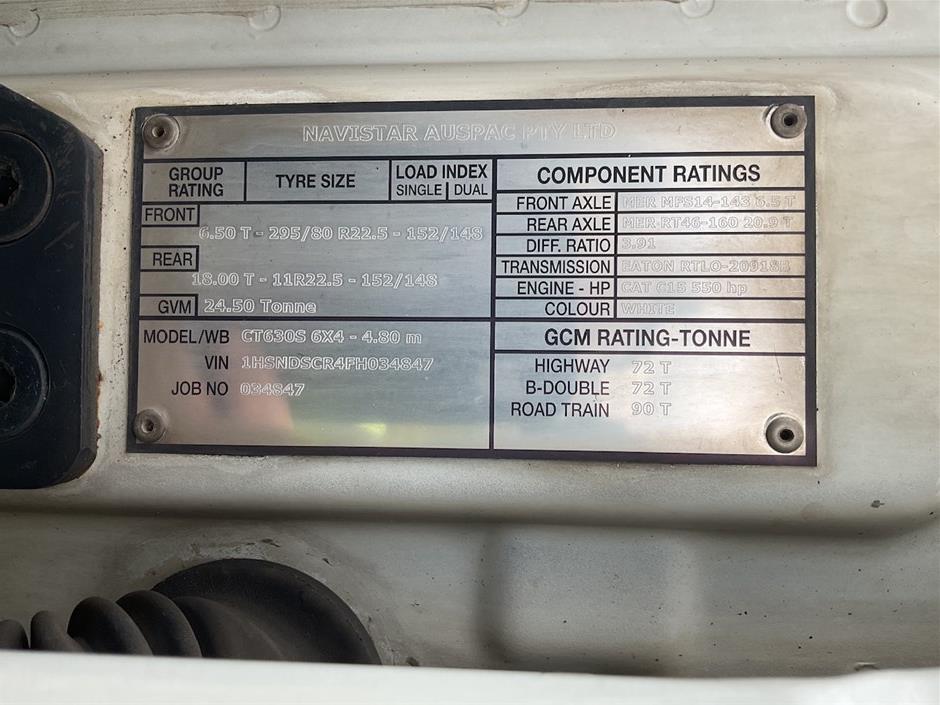 NAVISTAR AUSPAC PTY LTD
GROUP RATING
TYRE SIZE
LOAD INDEX
SINGLE DUAL
FRONT
6.50 T - 295/80 R22.5 - 152/148
REAR
18.00 T - 11R22.5 - 152/148
GVM 24.50 Tonne
MODEL/WB CT630S 6X4 - 4.80 m
VIN 1HSNDSCR4FH034847
JOB NO 034847
COMPONENT RATINGS
FRONT AXLE MER MFS14-143 6.5 T
REAR AXLE MER-RT46-160 20.9 T
DIFF. RATIO 3.91
TRANSMISSION EATON RTLO-20918B
ENGINE - HP CAT C15 550 hp
COLOUR WHITE
GCM RATING-TONNE
HIGHWAY 72 T
B-DOUBLE 72 T
ROAD TRAIN 90 T